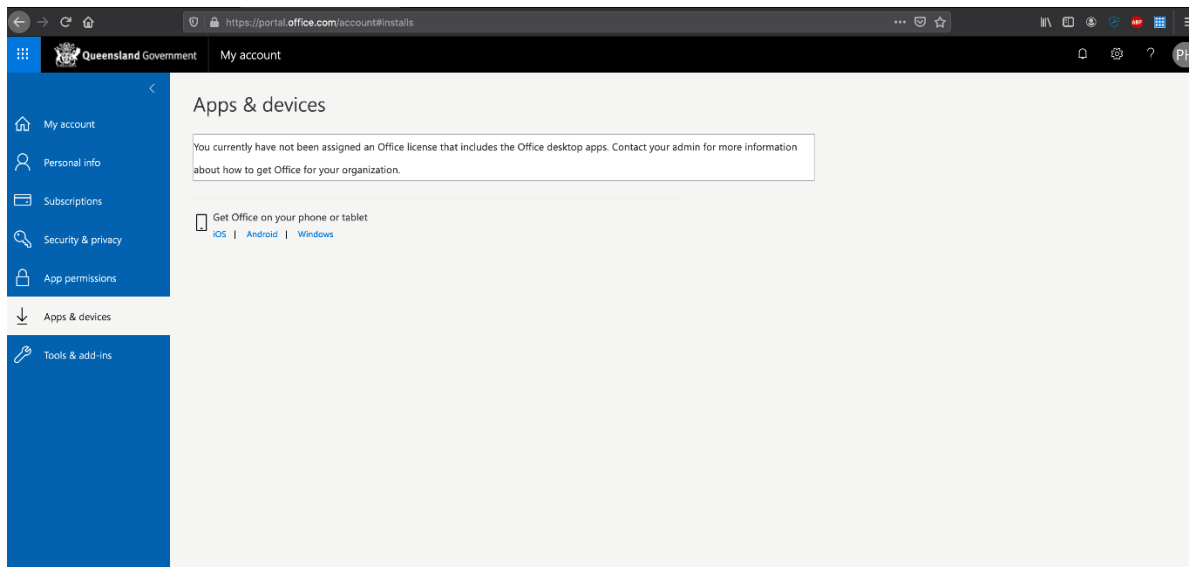 https://portal.office.com/account#installs
ABP
Queensland Government
My account
?
PH
My account
Personal info
Subscriptions
Security & privacy
App permissions
Apps & devices
Tools & add-ins
Apps & devices
You currently have not been assigned an Office license that includes the Office desktop apps. Contact your admin for more information
about how to get Office for your organization.
Get Office on your phone or tablet
iOS | Android | Windows